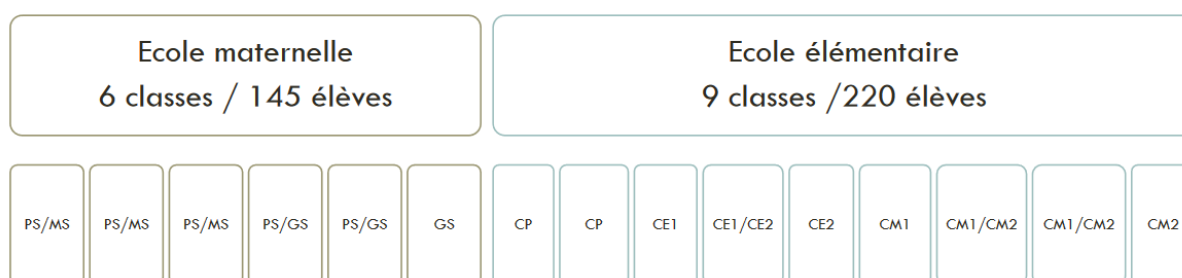 Ecole maternelle
6 classes / 145 élèves
Ecole élémentaire
9 classes /220 élèves
PS/MS
PS/MS
PS/MS
PS/GS
PS/GS
GS
CP
CP
CE1
CE1/CE2
CE2
CM1
CM1/CM2
CM1/CM2
CM2